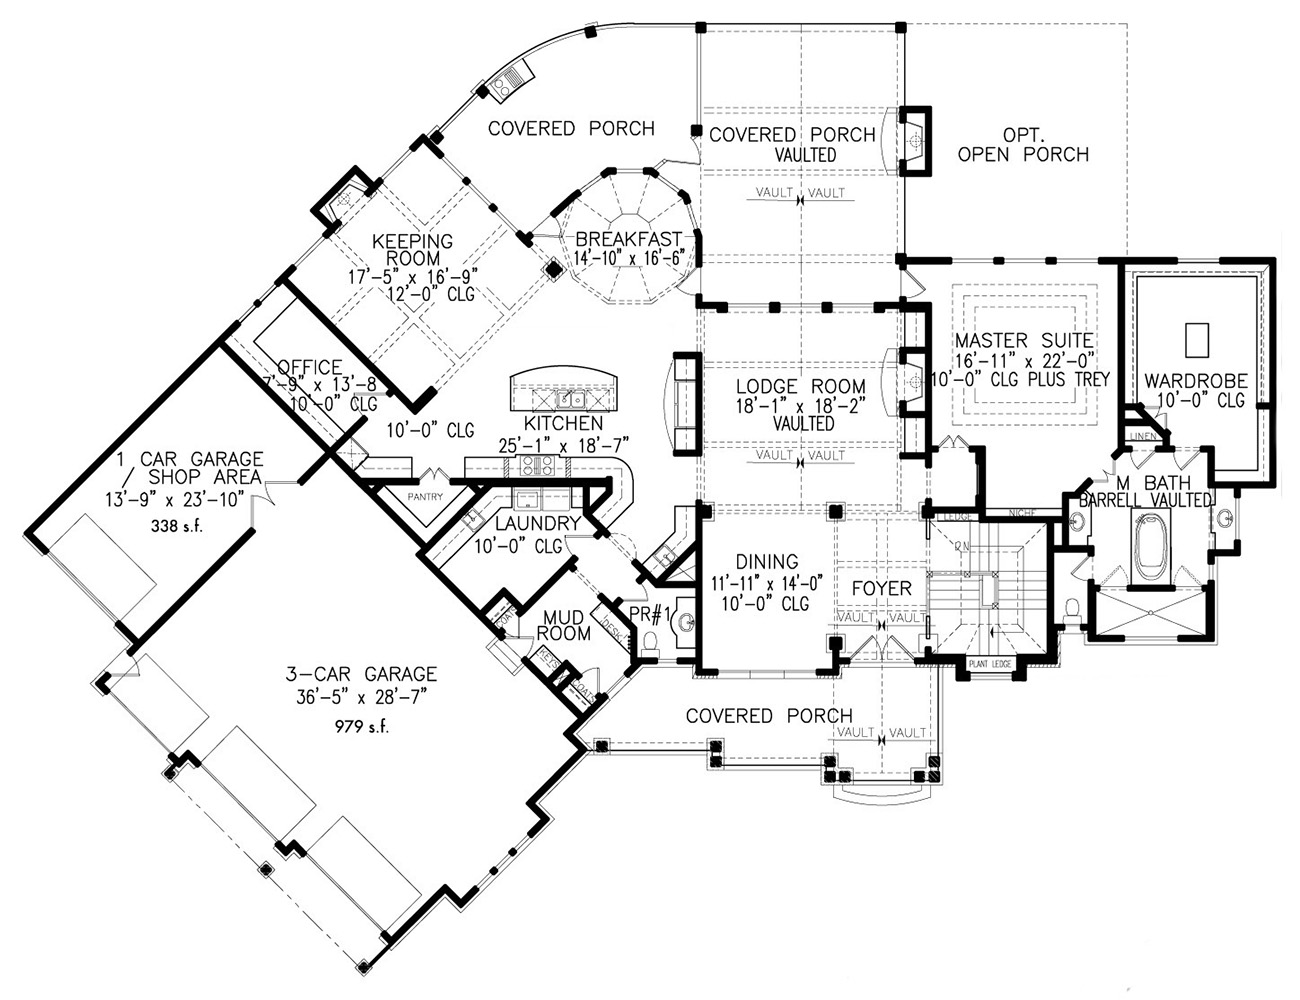 COVERED PORCH
COVERED PORCH
VAULTED
OPT.
OPEN PORCH
VAULT VAULT
KEEPING
ROOM
17'-5" x 16'-9"
12'-0" CLG
BREAKFAST
14'-10" x 16'-6"
OFFICE
7'-9" x 13'-8
10'-0" CLG
10'-0" CLG
KITCHEN
25'-1" x 18'-7"
LODGE ROOM
18'-1" x 18'-2"
VAULTED
VAULT VAULT
MASTER SUITE
16'-11" x 22'-0"
10'-0" CLG PLUS TREY
WARDROBE
10'-0" CLG
LINEN
M BATH
BARRELL VAULTED
NICHE
LEDGE
DN
1 CAR GARAGE
/ SHOP AREA
13'-9" x 23'-10"
338 s.f.
PANTRY
LAUNDRY
10'-0" CLG
DINING
11'-11" x 14'-0"
10'-0" CLG
FOYER
VAULT VAULT
PLANT LEDGE
PR#1
MUD
ROOM
COATS
DESK
KEYS
COATS
3-CAR GARAGE
36'-5" x 28'-7"
979 s.f.
COVERED PORCH
VAULT VAULT